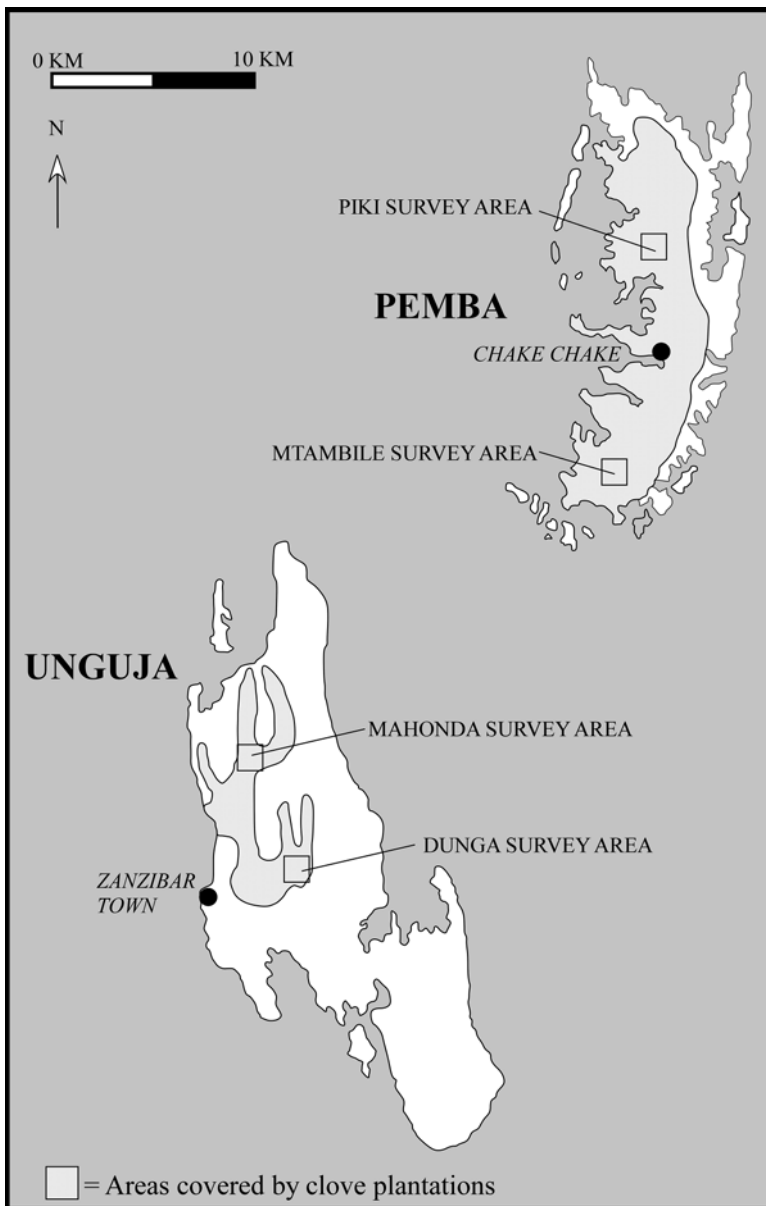 0 KM 10 KM
N
PIKI SURVEY AREA
PEMBA
CHAKE CHAKE
MTAMBILE SURVEY AREA
UNGUJA
MAHONDA SURVEY AREA
DUNGA SURVEY AREA
ZANZIBAR
TOWN
= Areas covered by clove plantations